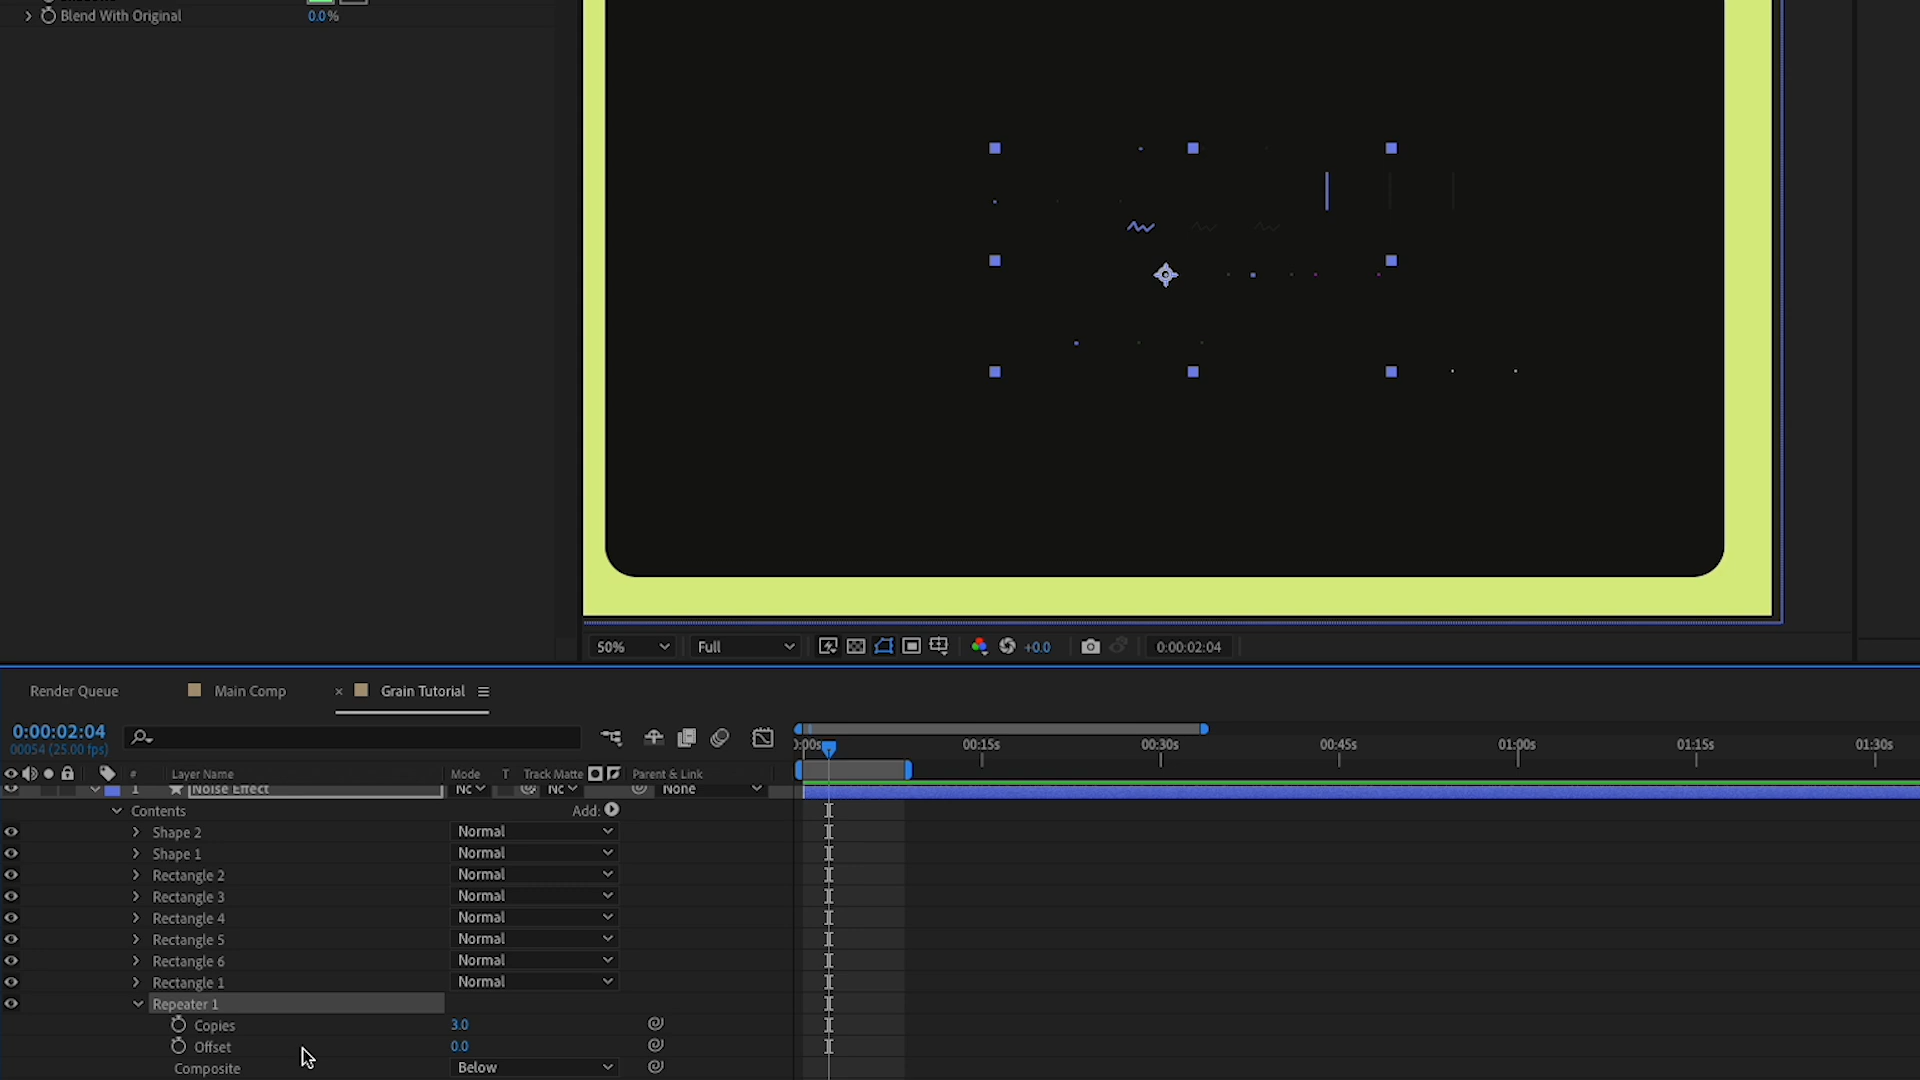 Blend With Original 0.0%
50% Full +0.0 0:00:02:04
Render Queue Main Comp × Grain Tutorial
0:00:02:04
00054 (25.00 fps)
0:00s 00:15s 00:30s 00:45s 01:00s 01:15s 01:30s
# Layer Name Mode T Track Matte Parent & Link
1 Noise Effect None
Contents Add:
Shape 2 Normal
Shape 1 Normal
Rectangle 2 Normal
Rectangle 3 Normal
Rectangle 4 Normal
Rectangle 5 Normal
Rectangle 6 Normal
Rectangle 1 Normal
Repeater 1
Copies 3.0
Offset 0.0
Composite Below